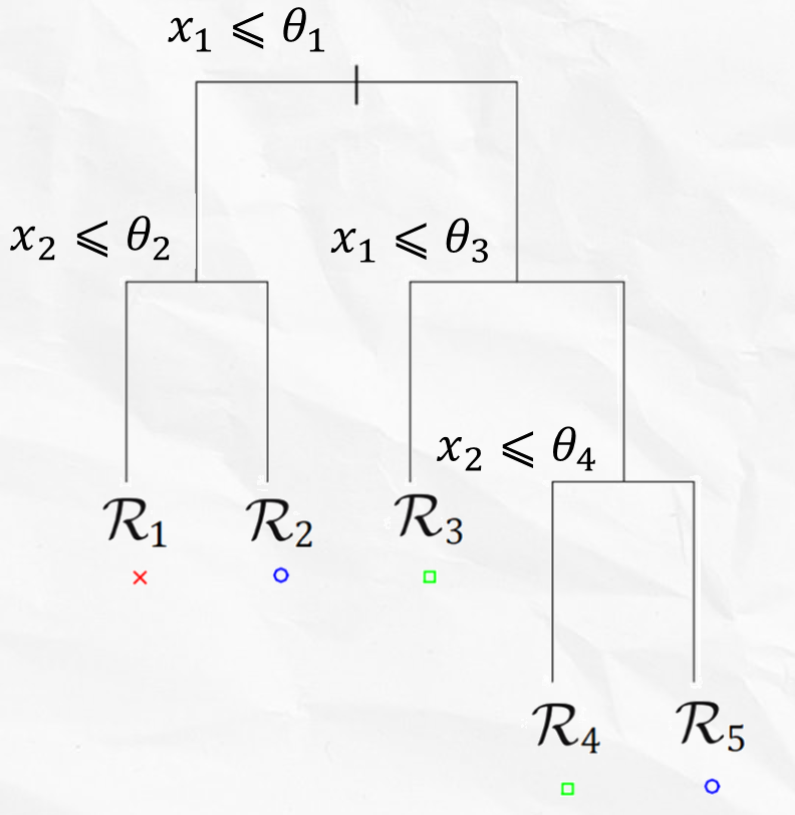 x₁ ⩽ θ₁
x₂ ⩽ θ₂
x₁ ⩽ θ₃
x₂ ⩽ θ₄
ℛ₁
ℛ₂
ℛ₃
ℛ₄
ℛ₅